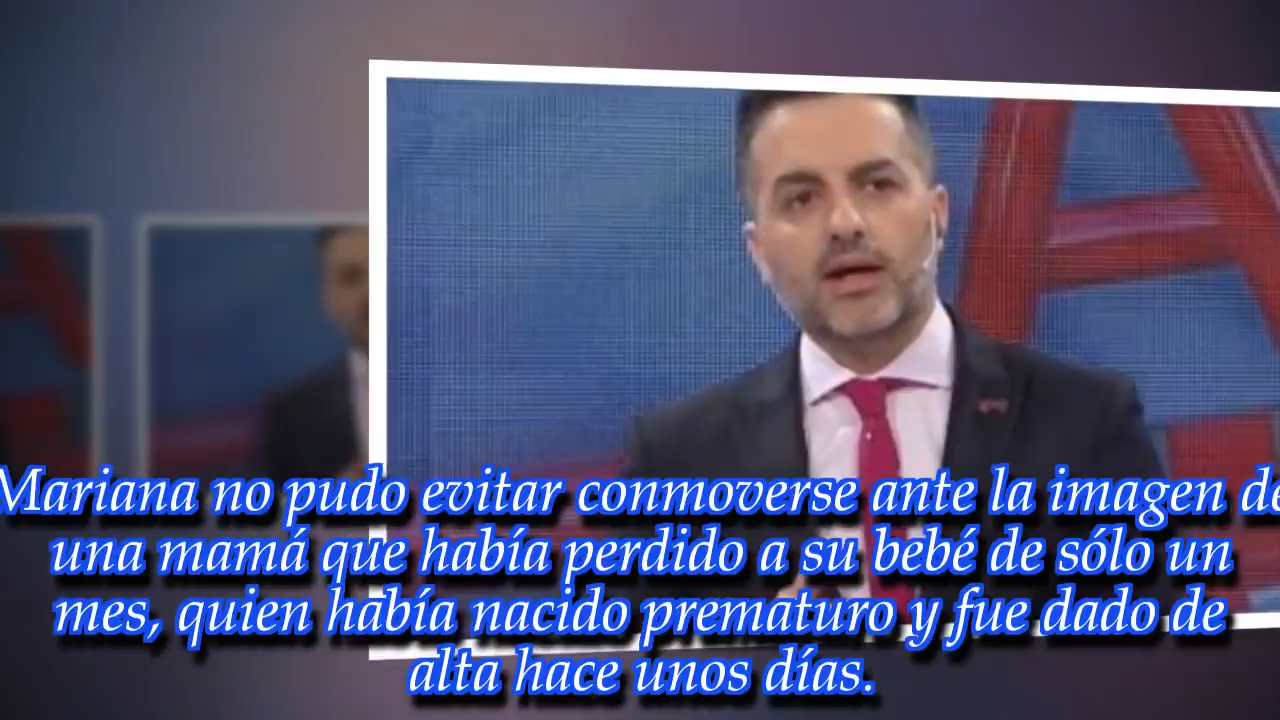 Mariana no pudo evitar conmoverse ante la imagen de
una mamá que había perdido a su bebé de sólo un
mes, quien había nacido prematuro y fue dado de
alta hace unos días.